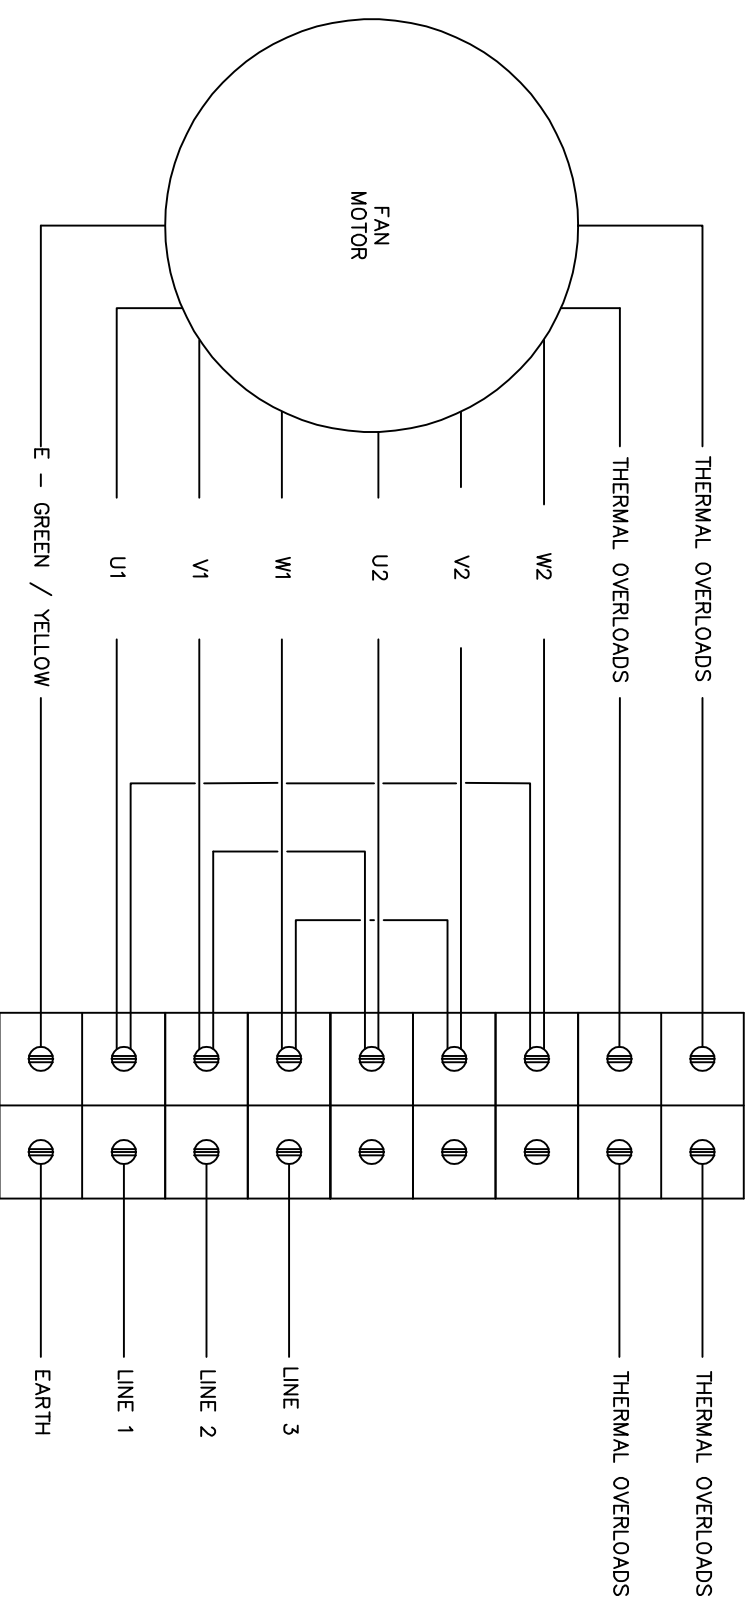 FAN
MOTOR
THERMAL OVERLOADS
THERMAL OVERLOADS
W2
V2
U2
W1
V1
U1
E - GREEN / YELLOW
THERMAL OVERLOADS
THERMAL OVERLOADS
LINE 3
LINE 2
LINE 1
EARTH